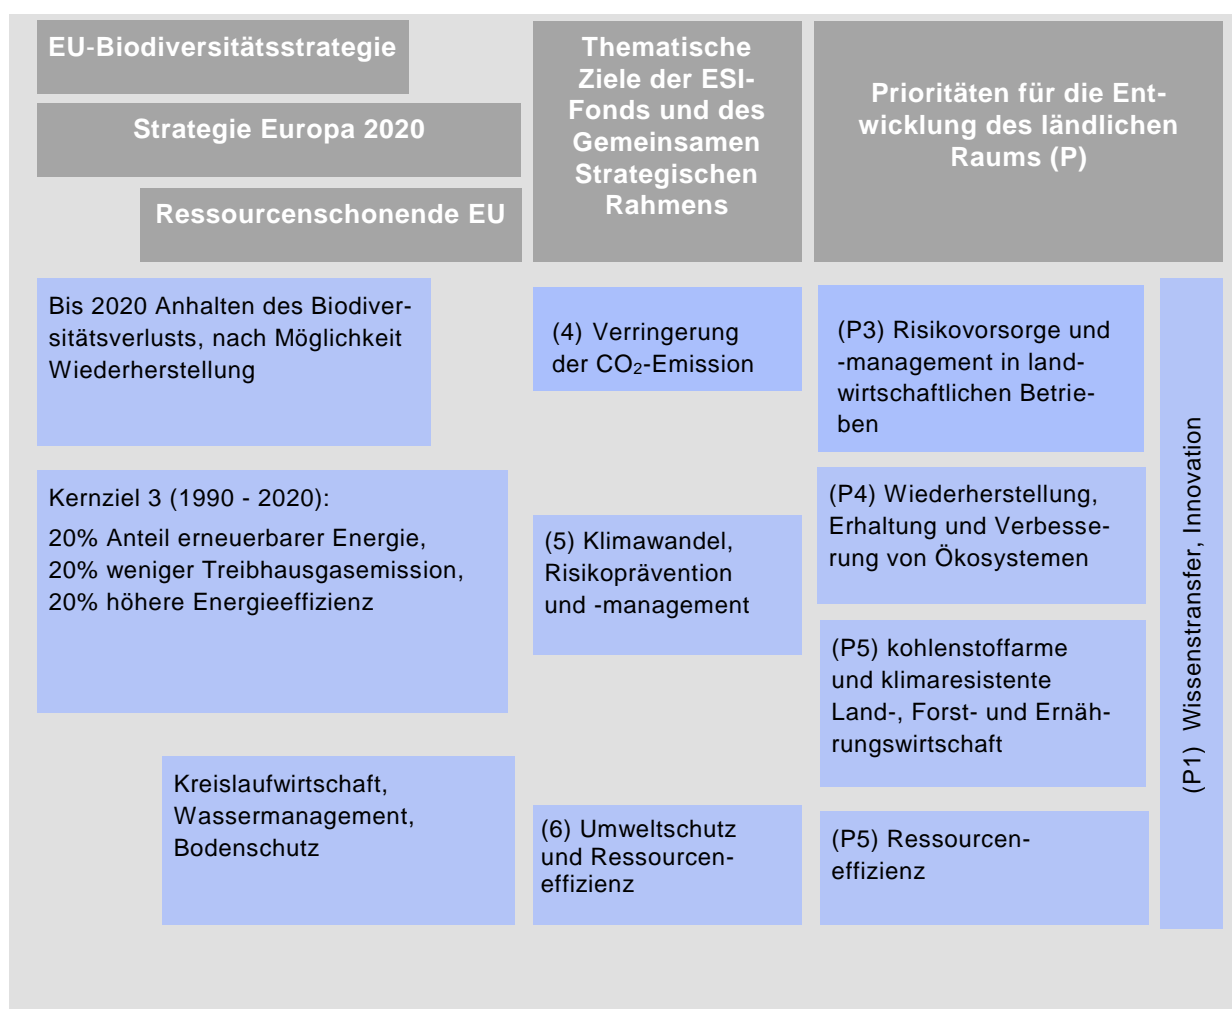 EU-Biodiversitätsstrategie
Strategie Europa 2020
Ressourcenschonende EU
Thematische
Ziele der ESI-
Fonds und des
Gemeinsamen
Strategischen
Rahmens
Prioritäten für die Ent-
wicklung des ländlichen
Raums (P)
Bis 2020 Anhalten des Biodiver-
sitätsverlusts, nach Möglichkeit
Wiederherstellung
(4) Verringerung
der CO₂-Emission
(P3) Risikovorsorge und
-management in land-
wirtschaftlichen Betrie-
ben
Kernziel 3 (1990 - 2020):
20% Anteil erneuerbarer Energie,
20% weniger Treibhausgasemission,
20% höhere Energieeffizienz
(5) Klimawandel,
Risikoprävention
und -management
(P4) Wiederherstellung,
Erhaltung und Verbesse-
rung von Ökosystemen
(P5) kohlenstoffarme
und klimaresistente
Land-, Forst- und Ernäh-
rungswirtschaft
Kreislaufwirtschaft,
Wassermanagement,
Bodenschutz
(6) Umweltschutz
und Ressourcen-
effizienz
(P5) Ressourcen-
effizienz
(P1) Wissenstransfer, Innovation